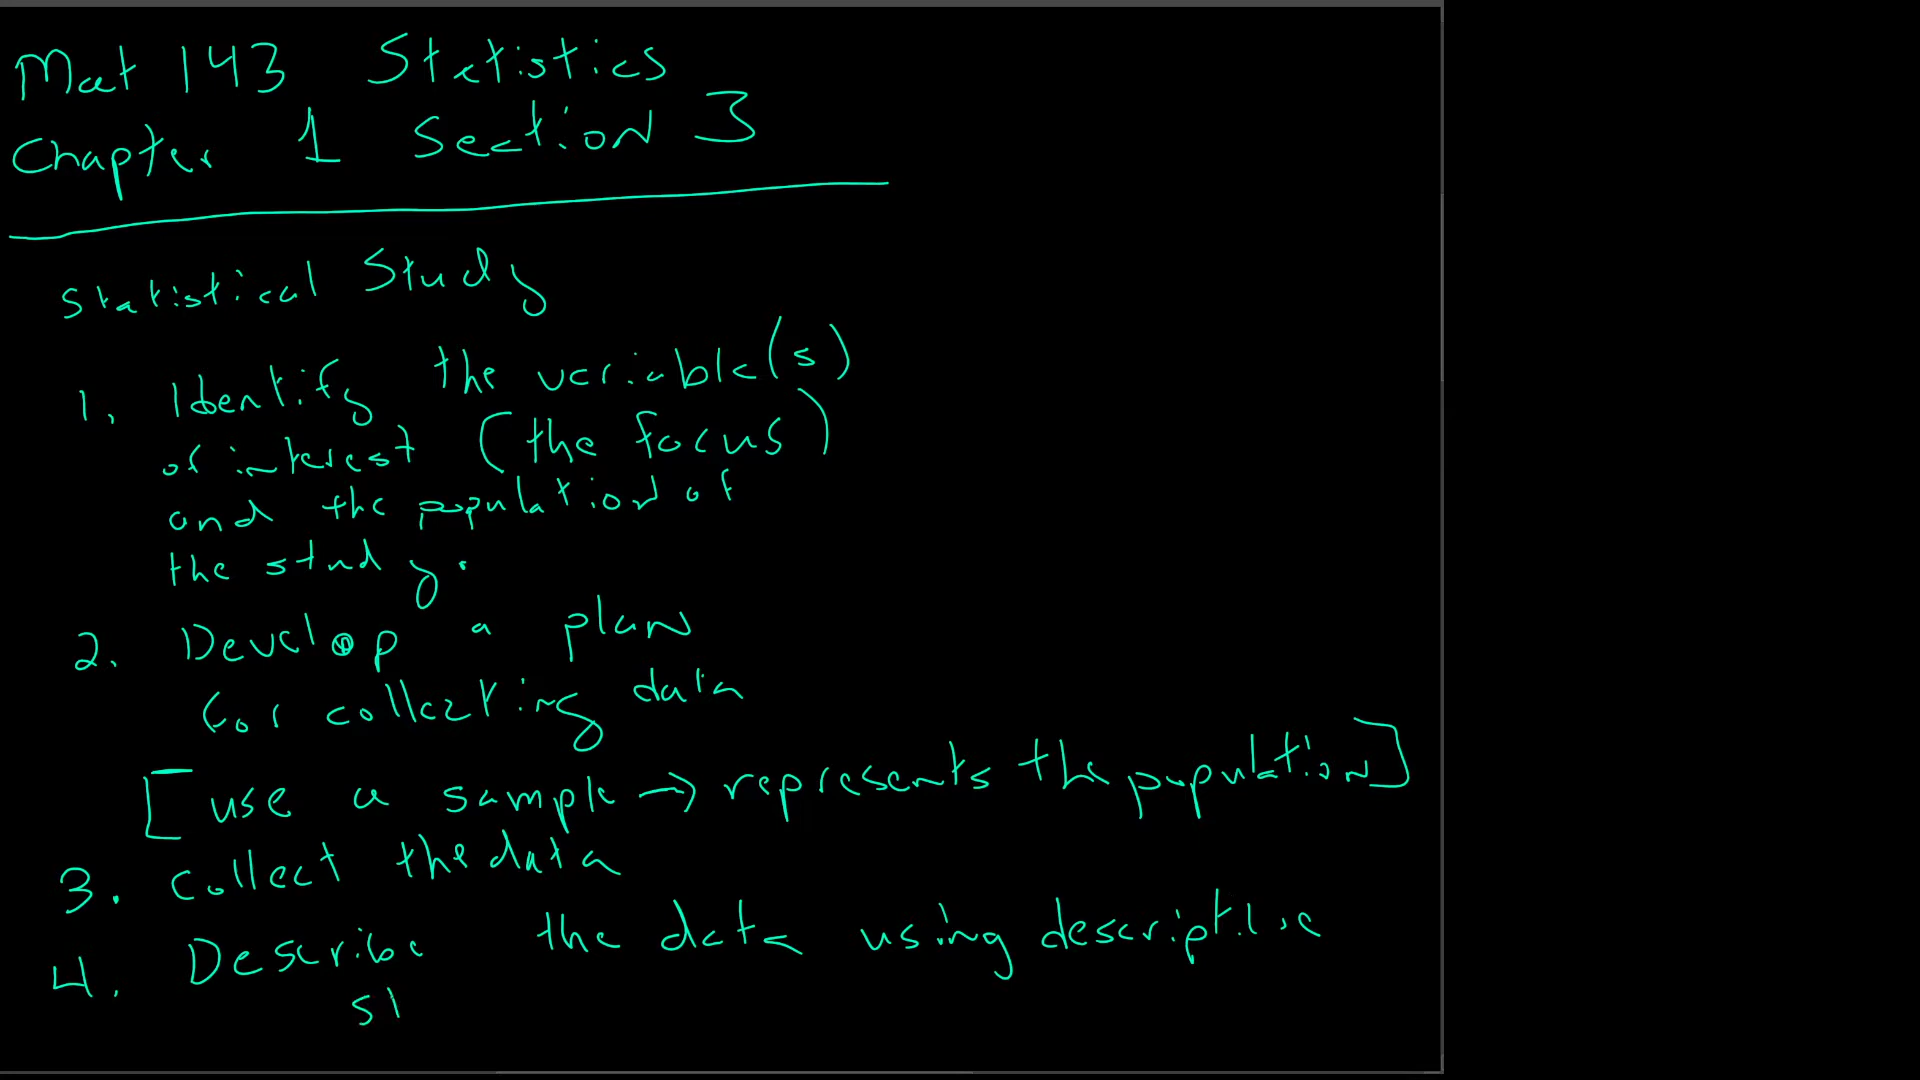 Mat 143 Statistics
Chapter 1 Section 3
Statistical Study
1. Identify the variable(s)
of interest (the focus)
and the population of
the study.
2. Develop a plan
for collecting data
[use a sample → represents the population]
3. Collect the data
4. Describe the data using descriptive
st